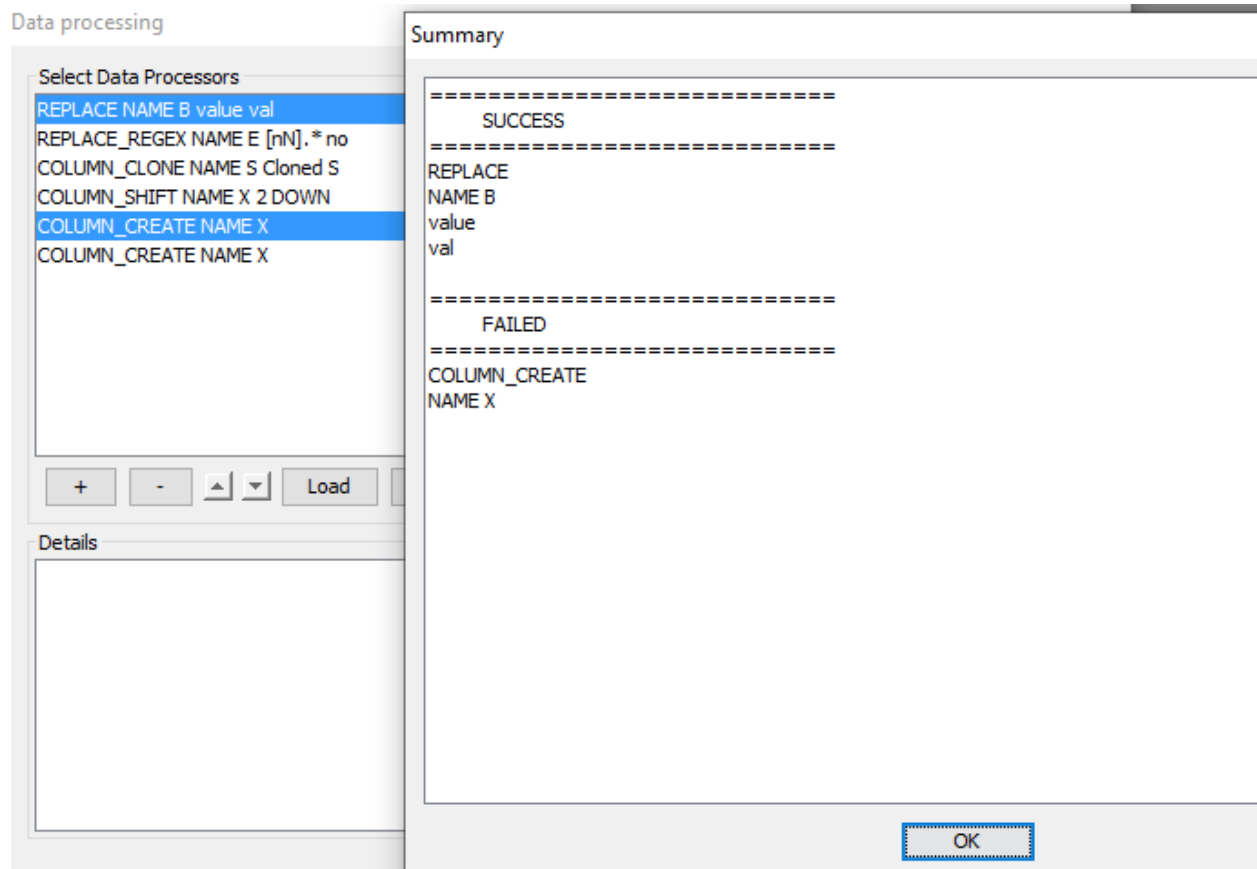 Data processing
Select Data Processors
REPLACE NAME B value val
REPLACE_REGEX NAME E [nN].* no
COLUMN_CLONE NAME S Cloned S
COLUMN_SHIFT NAME X 2 DOWN
COLUMN_CREATE NAME X
COLUMN_CREATE NAME X
+ - Load
Details
Summary
============================
SUCCESS
============================
REPLACE
NAME B
value
val
============================
FAILED
============================
COLUMN_CREATE
NAME X
OK